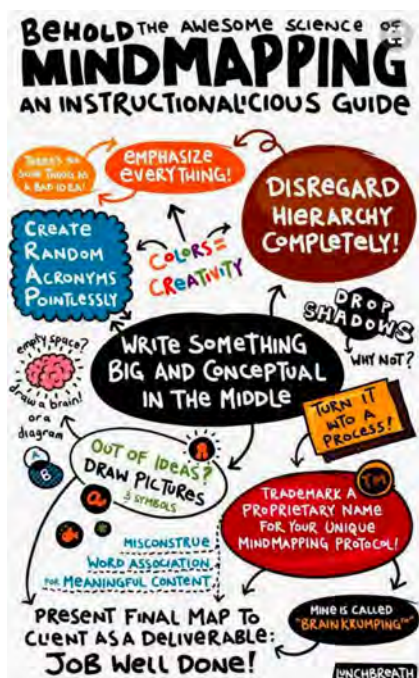 BEHOLD THE AWESOME SCIENCE OF
MINDMAPPING
AN INSTRUCTIONAL'ICIOUS GUIDE
THERE'S NO
SUCH THING AS
A BAD IDEA!
EMPHASIZE
EVERYTHING!
DISREGARD
HIERARCHY
COMPLETELY!
CREATE
RANDOM
ACRONYMS
POINTLESSLY
COLORS =
CREATIVITY
DROP
SHADOWS
WHY NOT?
empty space?
draw a brain!
or a
diagram
A
B
WRITE SOMETHING
BIG AND CONCEPTUAL
IN THE MIDDLE
TURN IT
INTO A
PROCESS!
OUT OF IDEAS?
DRAW PICTURES
& SYMBOLS
a
TM
TRADEMARK A
PROPRIETARY NAME
FOR YOUR UNIQUE
MINDMAPPING PROTOCOL!
MISCONSTRUE
WORD ASSOCIATION
FOR MEANINGFUL CONTENT
MINE IS CALLED
"BRAIN KRUMPING™"
PRESENT FINAL MAP TO
CLIENT AS A DELIVERABLE:
JOB WELL DONE!
LUNCHBREATH